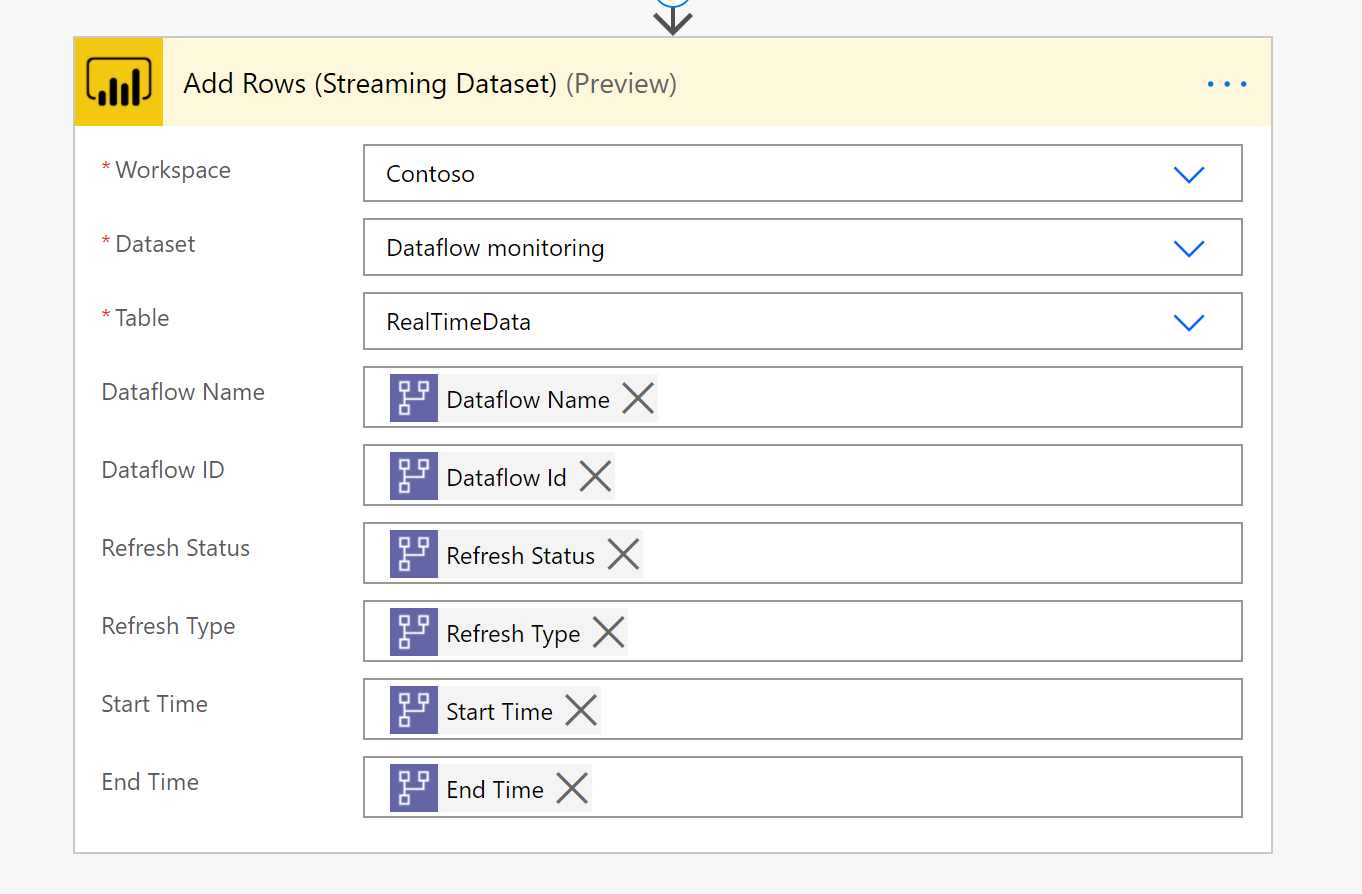 Add Rows (Streaming Dataset) (Preview)
* Workspace
Contoso
* Dataset
Dataflow monitoring
* Table
RealTimeData
Dataflow Name
Dataflow Name
Dataflow ID
Dataflow Id
Refresh Status
Refresh Status
Refresh Type
Refresh Type
Start Time
Start Time
End Time
End Time